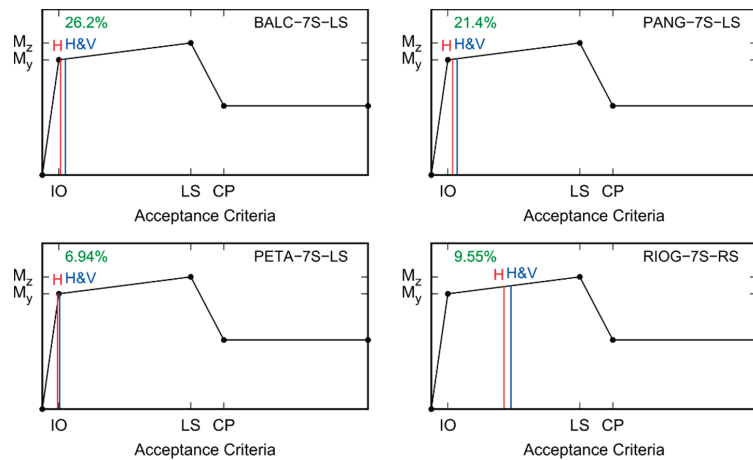 26.2%
BALC-7S-LS
Mz
H H&V
My
IO LS CP
Acceptance Criteria
21.4%
PANG-7S-LS
Mz
H H&V
My
IO LS CP
Acceptance Criteria
6.94%
PETA-7S-LS
Mz
H H&V
My
IO LS CP
Acceptance Criteria
9.55%
RIOG-7S-RS
Mz
H H&V
My
IO LS CP
Acceptance Criteria